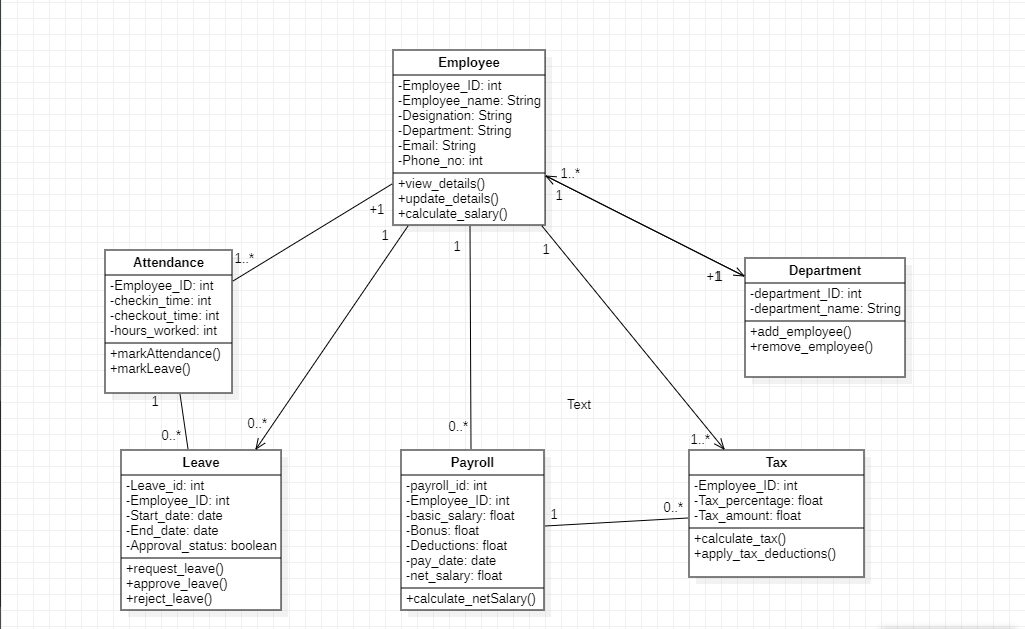 Employee
-Employee_ID: int
-Employee_name: String
-Designation: String
-Department: String
-Email: String
-Phone_no: int
+view_details()
+update_details()
+calculate_salary()
1..*
1
+1
1
1
1
1..*
+1
Attendance
-Employee_ID: int
-checkin_time: int
-checkout_time: int
-hours_worked: int
+markAttendance()
+markLeave()
Department
-department_ID: int
-department_name: String
+add_employee()
+remove_employee()
1
0..*
0..*
0..*
Text
1..*
Leave
-Leave_id: int
-Employee_ID: int
-Start_date: date
-End_date: date
-Approval_status: boolean
+request_leave()
+approve_leave()
+reject_leave()
Payroll
-payroll_id: int
-Employee_ID: int
-basic_salary: float
-Bonus: float
-Deductions: float
-pay_date: date
-net_salary: float
+calculate_netSalary()
1
0..*
Tax
-Employee_ID: int
-Tax_percentage: float
-Tax_amount: float
+calculate_tax()
+apply_tax_deductions()